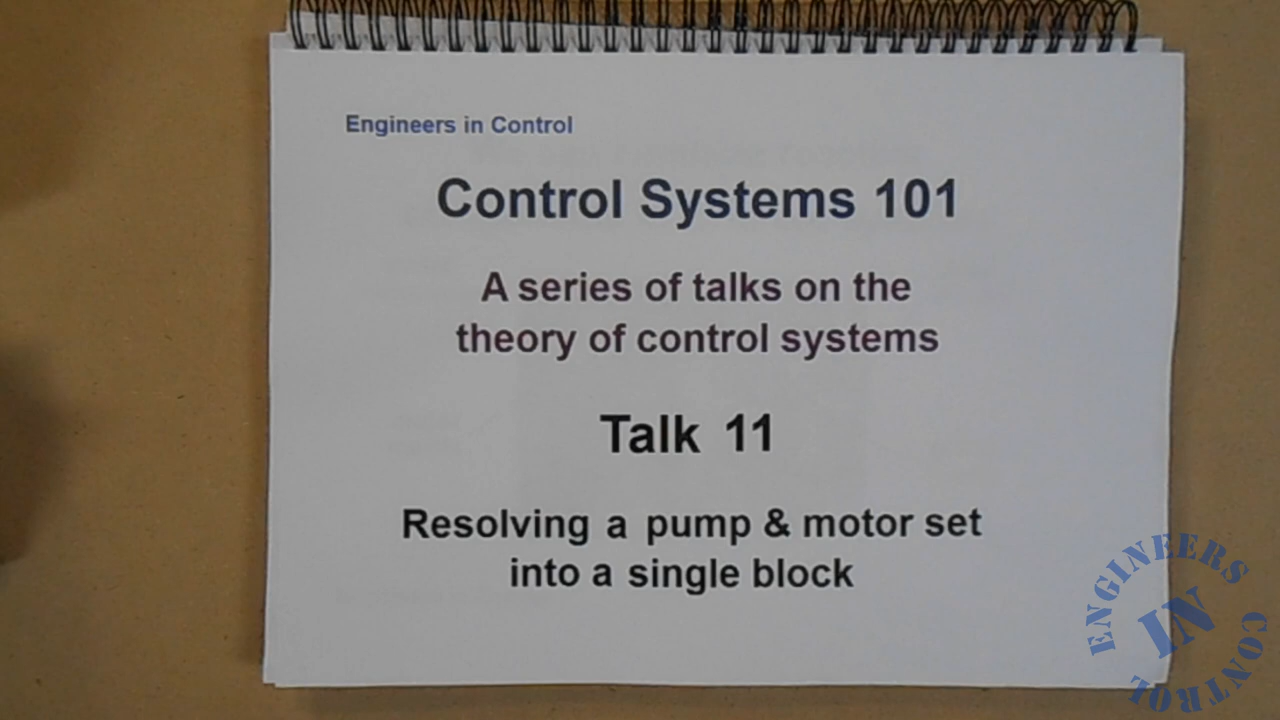 Engineers in Control
Control Systems 101
A series of talks on the
theory of control systems
Talk 11
Resolving a pump & motor set
into a single block
ENGINEERS
IN
CONTROL